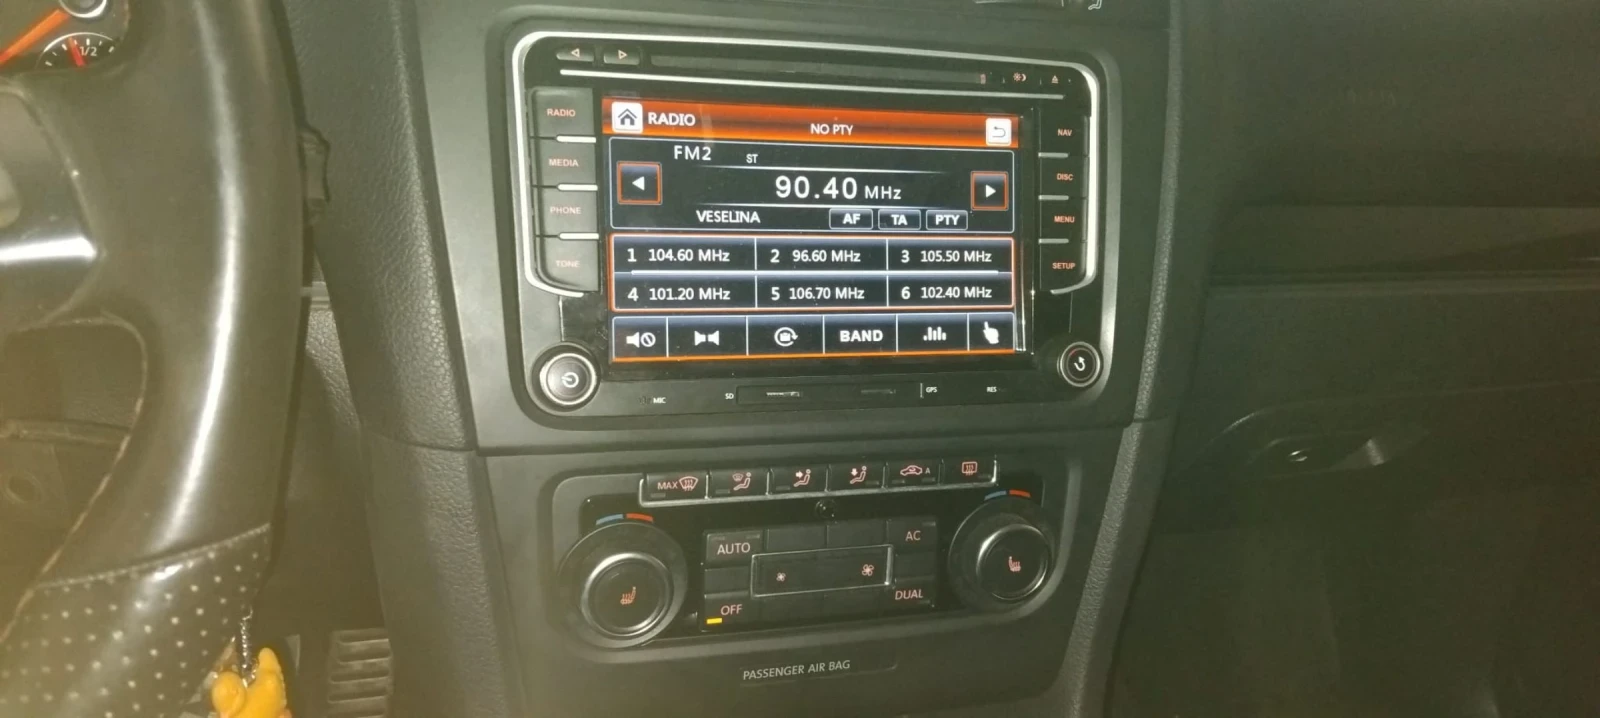 1/2
RADIO
MEDIA
PHONE
TONE
NAV
DISC
MENU
SETUP
RADIO
NO PTY
FM2
ST
90.40 MHz
VESELINA
AF TA PTY
1 104.60 MHz 2 96.60 MHz 3 105.50 MHz
4 101.20 MHz 5 106.70 MHz 6 102.40 MHz
BAND
MIC SD GPS RES
MAX A
AUTO AC
OFF DUAL
PASSENGER AIR BAG